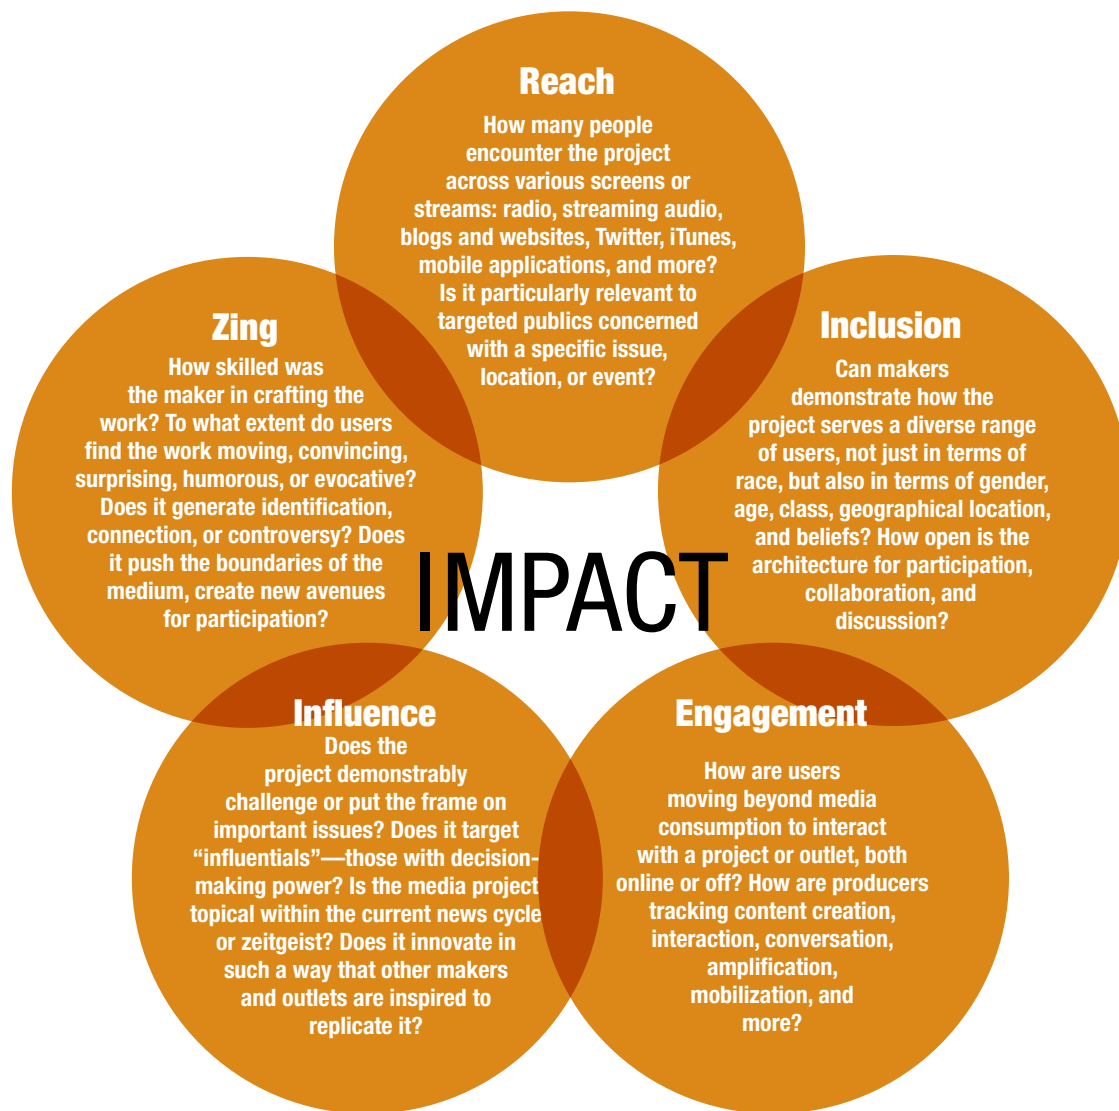 Reach
How many people
encounter the project
across various screens or
streams: radio, streaming audio,
blogs and websites, Twitter, iTunes,
mobile applications, and more?
Is it particularly relevant to
targeted publics concerned
with a specific issue,
location, or event?
Zing
How skilled was
the maker in crafting the
work? To what extent do users
find the work moving, convincing,
surprising, humorous, or evocative?
Does it generate identification,
connection, or controversy? Does
it push the boundaries of the
medium, create new avenues
for participation?
Inclusion
Can makers
demonstrate how the
project serves a diverse range
of users, not just in terms of
race, but also in terms of gender,
age, class, geographical location,
and beliefs? How open is the
architecture for participation,
collaboration, and
discussion?
IMPACT
Influence
Does the
project demonstrably
challenge or put the frame on
important issues? Does it target
“influentials”—those with decision-
making power? Is the media project
topical within the current news cycle
or zeitgeist? Does it innovate in
such a way that other makers
and outlets are inspired to
replicate it?
Engagement
How are users
moving beyond media
consumption to interact
with a project or outlet, both
online or off? How are producers
tracking content creation,
interaction, conversation,
amplification,
mobilization, and
more?